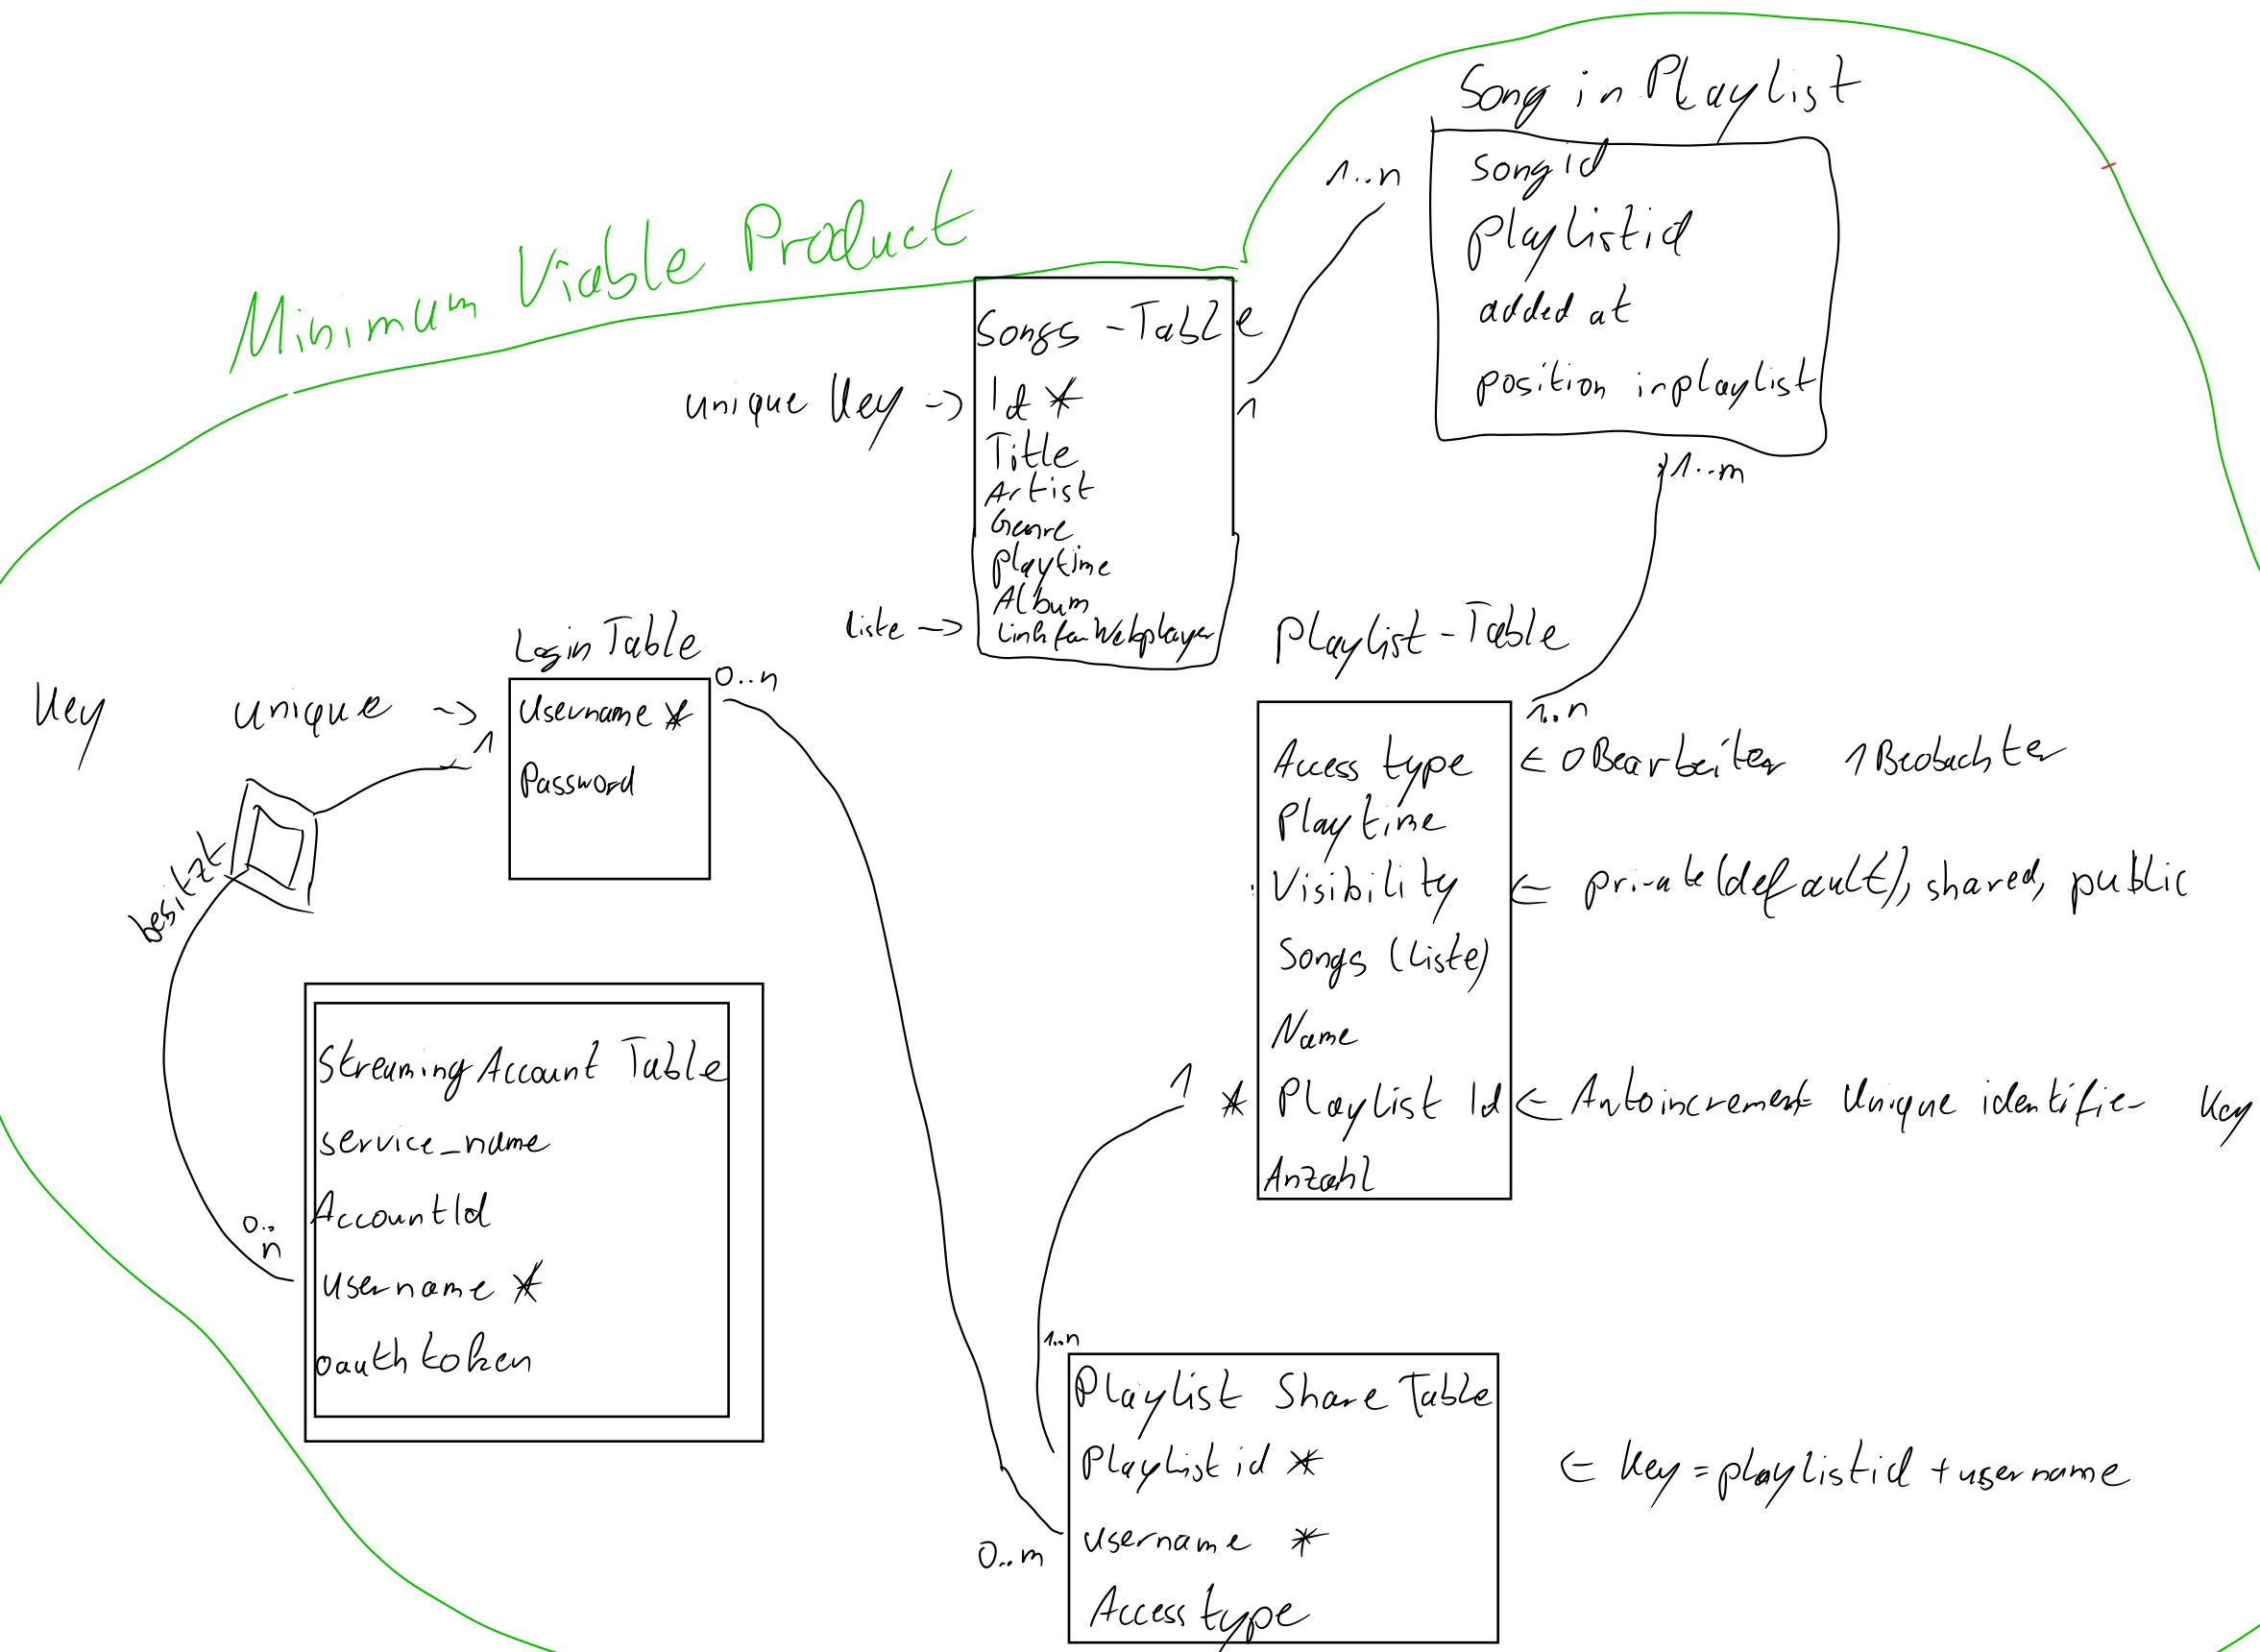 Minimum Viable Product
Song in Playlist
song id
playlistid
added at
position inplaylist
1..n
1..m
Songs - Table
unique Key -> Id *
1
Title
Artist
Genre
Playtime
Album
Liste -> Link für Webplayer
Login Table
0..n
Key unique -> Username *
1
Password
besitzt
0..n
Streaming Account Table
service_name
AccountId
username *
oauth token
Playlist - Table
1..n
Access type <- 0 Bearbeiter 1 Beobachter
Playtime
Visibility <- private (default), shared, public
Songs (Liste)
Name
1
* Playlist Id <- Autoincrement Unique identifier Key
Anzahl
1..n
Playlist Share Table
Playlist id * <- Key = playlistid + username
username *
0..m
Access type